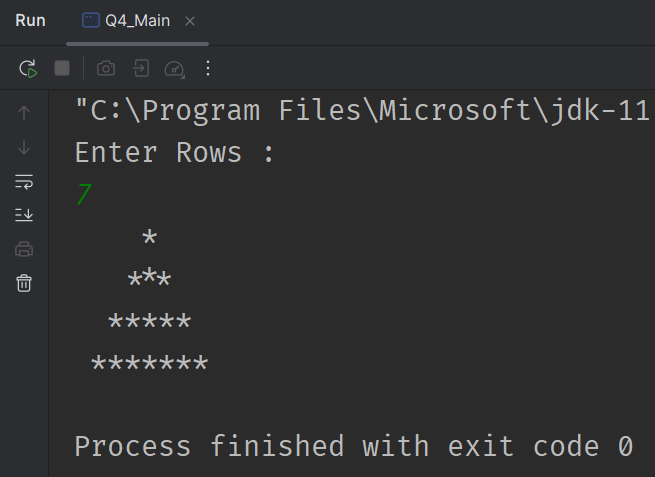 Run Q4_Main
"C:\Program Files\Microsoft\jdk-11
Enter Rows :
7
    *
   ***
  *****
 *******
Process finished with exit code 0